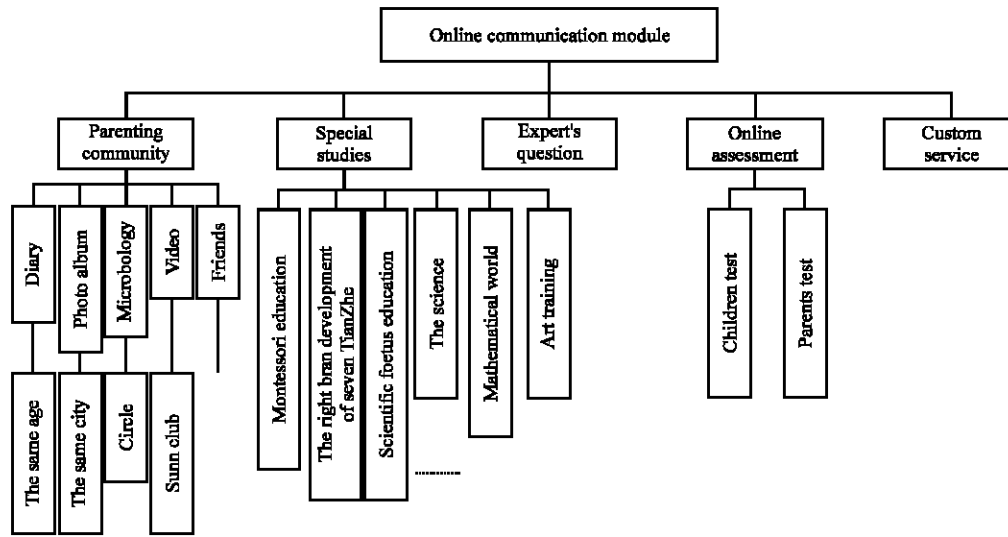 Online communication module
Parenting
community
Special
studies
Expert's
question
Online
assessment
Custom
service
Diary
Photo album
Microbology
Video
Friends
Montessori education
The right bran development
of seven TianZhe
Scientific foetus education
The science
Mathematical world
Art training
Children test
Parents test
The same age
The same city
Circle
Sunn club
..........